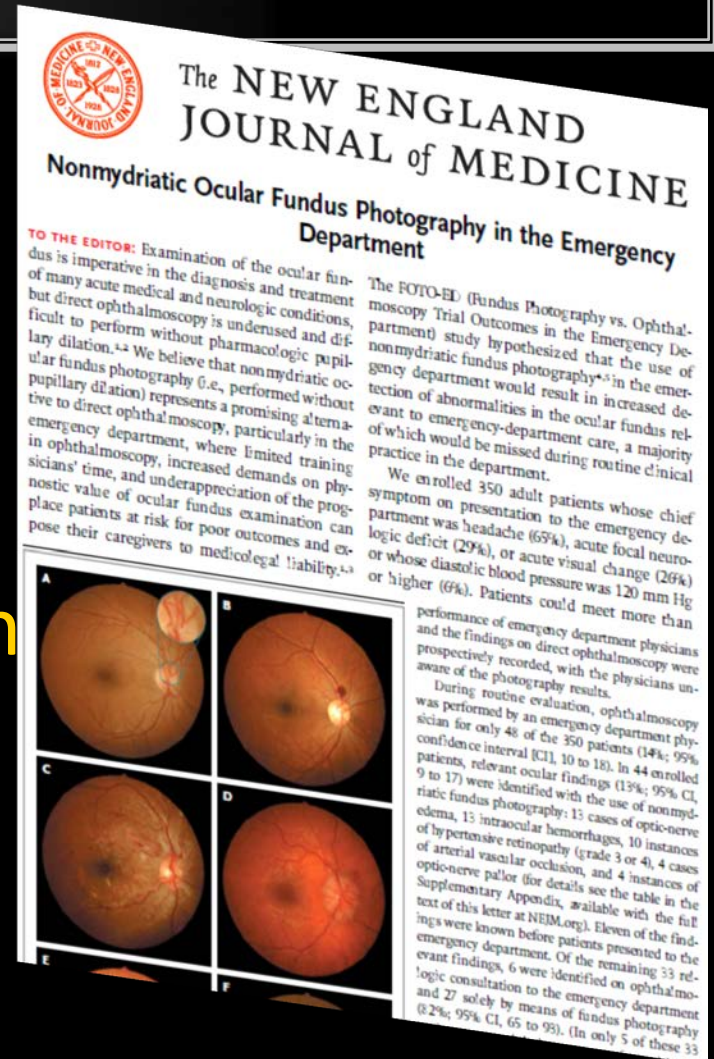 The NEW ENGLAND
JOURNAL of MEDICINE
Nonmydriatic Ocular Fundus Photography in the Emergency
Department
TO THE EDITOR: Examination of the ocular fun-
dus is imperative in the diagnosis and treatment
of many acute medical and neurologic conditions,
but direct ophthalmoscopy is underused and dif-
ficult to perform without pharmacologic pupil-
lary dilation.1,2 We believe that nonmydriatic oc-
ular fundus photography (i.e., performed without
pupillary dilation) represents a promising alterna-
tive to direct ophthalmoscopy, particularly in the
emergency department, where limited training
in ophthalmoscopy, increased demands on phy-
sicians' time, and underappreciation of the prog-
nostic value of ocular fundus examination can
place patients at risk for poor outcomes and ex-
pose their caregivers to medicolegal liability.1,3
The FOTO-ED (Fundus Photography vs. Ophthal-
moscopy Trial Outcomes in the Emergency De-
partment) study hypothesized that the use of
nonmydriatic fundus photography4,5 in the emer-
gency department would result in increased de-
tection of abnormalities in the ocular fundus rel-
evant to emergency-department care, a majority
of which would be missed during routine clinical
practice in the department.
We enrolled 350 adult patients whose chief
symptom on presentation to the emergency de-
partment was headache (65%), acute focal neuro-
logic deficit (29%), or acute visual change (26%)
or whose diastolic blood pressure was 120 mm Hg
or higher (6%). Patients could meet more than
performance of emergency department physicians
and the findings on direct ophthalmoscopy were
prospectively recorded, with the physicians un-
aware of the photography results.
During routine evaluation, ophthalmoscopy
was performed by an emergency department phy-
sician for only 48 of the 350 patients (14%; 95%
confidence interval [CI], 10 to 18). In 44 enrolled
patients, relevant ocular findings (13%; 95% CI,
9 to 17) were identified with the use of nonmyd-
riatic fundus photography: 13 cases of optic-nerve
edema, 13 intraocular hemorrhages, 10 instances
of hypertensive retinopathy (grade 3 or 4), 4 cases
of arterial vascular occlusion, and 4 instances of
optic-nerve pallor (for details see the table in the
Supplementary Appendix, available with the full
text of this letter at NEJM.org). Eleven of the find-
ings were known before patients presented to the
emergency department. Of the remaining 33 rel-
evant findings, 6 were identified on ophthalmo-
logic consultation to the emergency department
and 27 solely by means of fundus photography
(82%; 95% CI, 65 to 93). (In only 5 of these 33
A
B
C
D
E
F
n